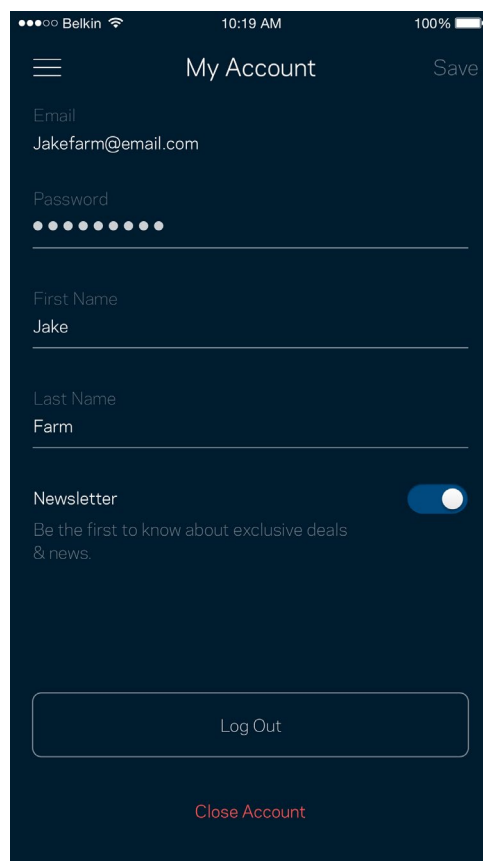 Belkin 10:19 AM 100%
My Account Save
Email
Jakefarm@email.com
Password
First Name
Jake
Last Name
Farm
Newsletter
Be the first to know about exclusive deals
& news.
Log Out
Close Account